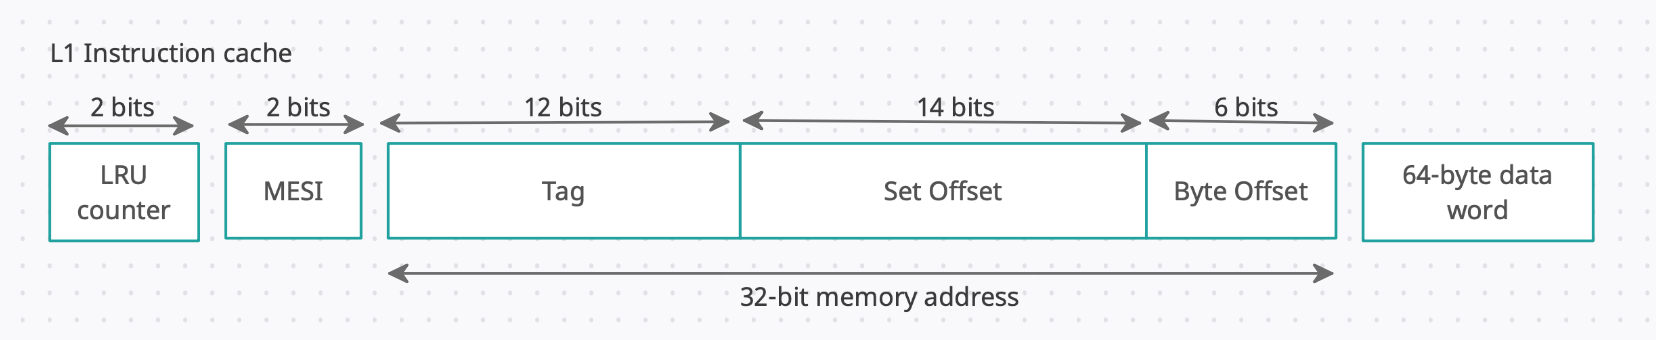 L1 Instruction cache
2 bits
2 bits
12 bits
14 bits
6 bits
LRU
counter
MESI
Tag
Set Offset
Byte Offset
64-byte data
word
32-bit memory address